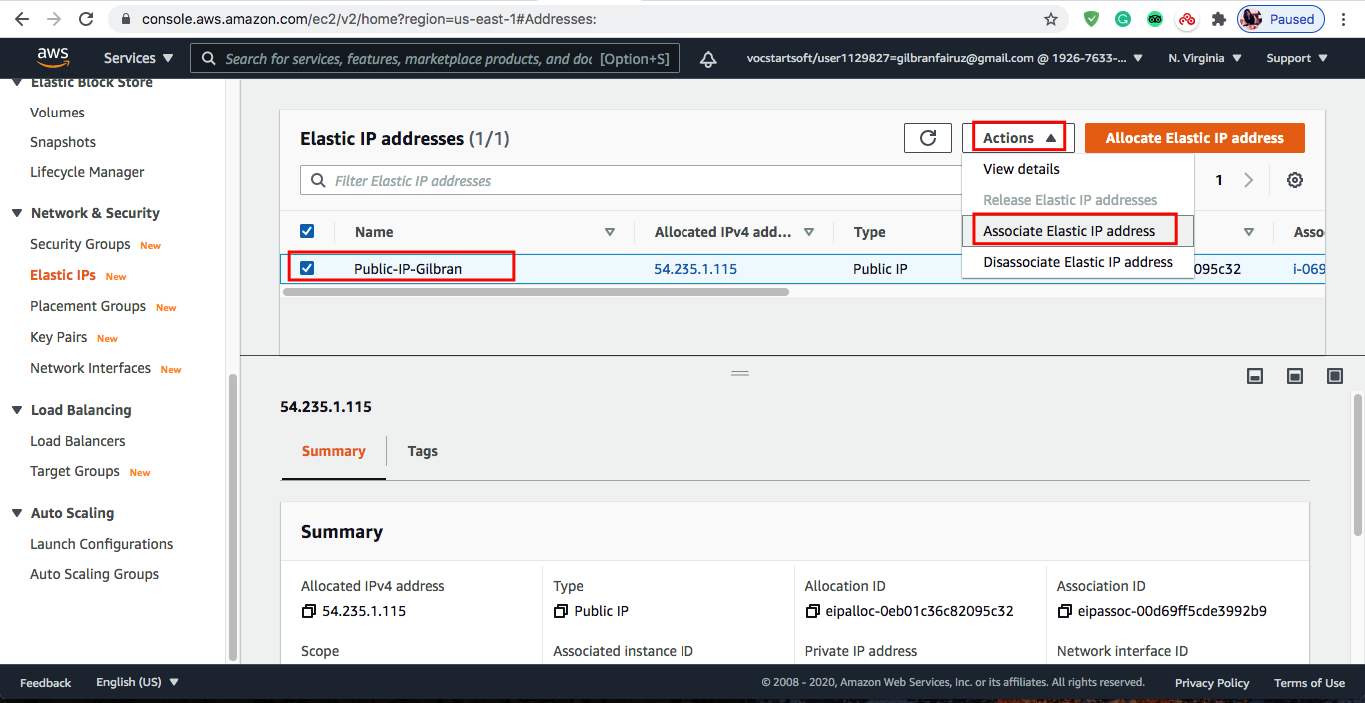 console.aws.amazon.com/ec2/v2/home?region=us-east-1#Addresses:
Paused
aws
Services
Search for services, features, marketplace products, and doc
[Option+S]
vocstartsoft/user1129827=gilbranfairuz@gmail.com @ 1926-7633-...
N. Virginia
Support
Elastic Block Store
Volumes
Snapshots
Lifecycle Manager
Network & Security
Security Groups New
Elastic IPs New
Placement Groups New
Key Pairs New
Network Interfaces New
Load Balancing
Load Balancers
Target Groups New
Auto Scaling
Launch Configurations
Auto Scaling Groups
Elastic IP addresses (1/1)
Actions
Allocate Elastic IP address
Filter Elastic IP addresses
1
View details
Release Elastic IP addresses
Associate Elastic IP address
Disassociate Elastic IP address
Name
Allocated IPv4 add...
Type
Asso
Public-IP-Gilbran
54.235.1.115
Public IP
095c32
i-069
54.235.1.115
Summary
Tags
Summary
Allocated IPv4 address
Type
Allocation ID
Association ID
54.235.1.115
Public IP
eipalloc-0eb01c36c82095c32
eipassoc-00d69ff5cde3992b9
Scope
Associated instance ID
Private IP address
Network interface ID
Feedback
English (US)
© 2008 - 2020, Amazon Web Services, Inc. or its affiliates. All rights reserved.
Privacy Policy
Terms of Use